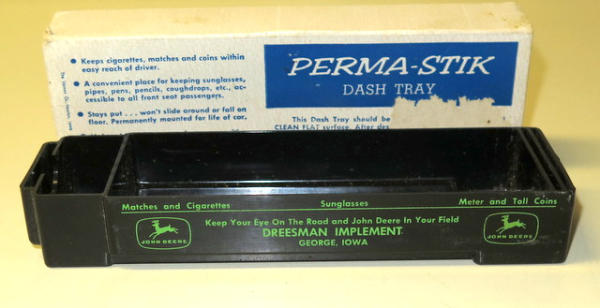 • Keeps cigarettes, matches and coins within
easy reach of driver.
• A convenient place for keeping sunglasses,
pipes, pens, pencils, coughdrops, etc., ac-
cessible to all front seat passengers.
• Stays put . . . won't slide around or fall on
floor. Permanently mounted for life of car.
PERMA-STIK
DASH TRAY
This Dash Tray should be
CLEAN FLAT surface. After des
Matches and Cigarettes Sunglasses Meter and Toll Coins
Keep Your Eye On The Road and John Deere In Your Field
DREESMAN IMPLEMENT
GEORGE, IOWA
JOHN DEERE
JOHN DEERE